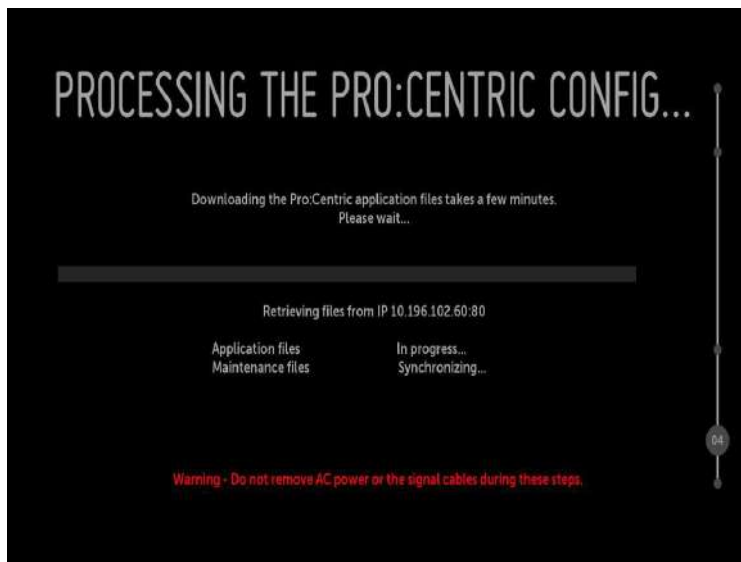 PROCESSING THE PRO:CENTRIC CONFIG...
Downloading the Pro:Centric application files takes a few minutes.
Please wait...
Retrieving files from IP 10.196.102.60:80
Application files In progress...
Maintenance files Synchronizing...
04
Warning - Do not remove AC power or the signal cables during these steps.